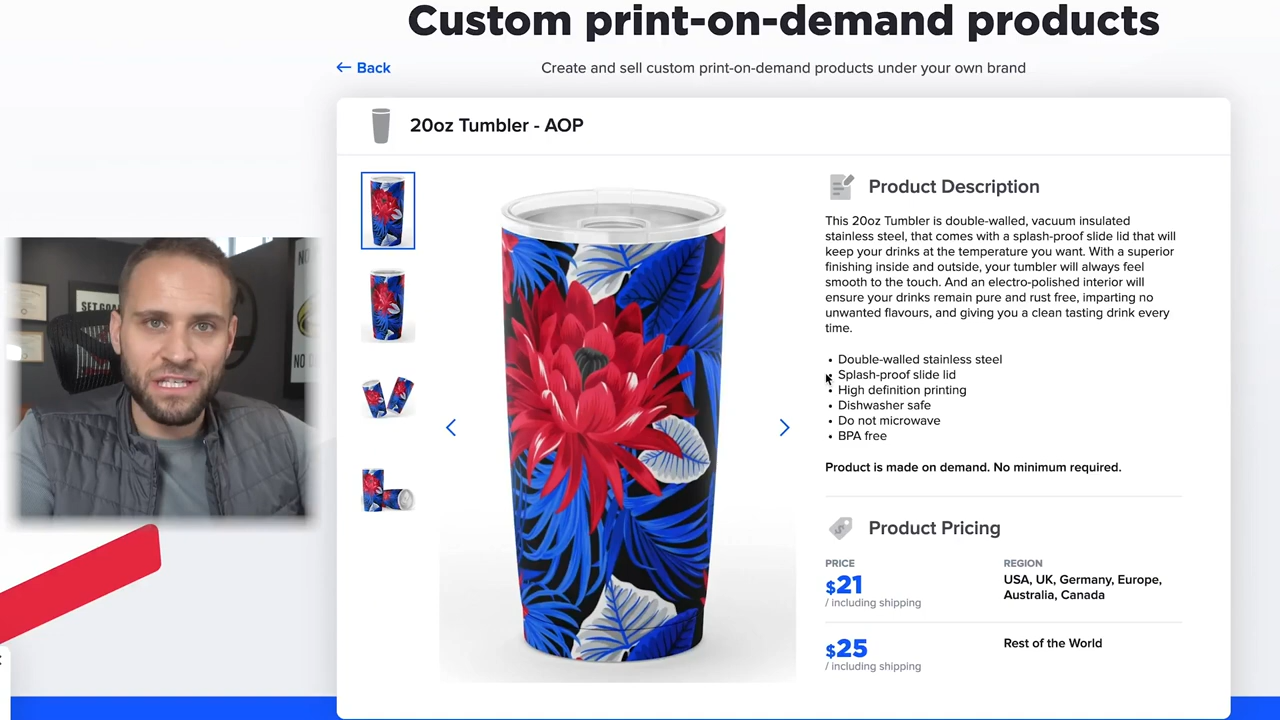 Custom print-on-demand products
← Back
Create and sell custom print-on-demand products under your own brand
20oz Tumbler - AOP
Product Description
This 20oz Tumbler is double-walled, vacuum insulated
stainless steel, that comes with a splash-proof slide lid that will
keep your drinks at the temperature you want. With a superior
finishing inside and outside, your tumbler will always feel
smooth to the touch. And an electro-polished interior will
ensure your drinks remain pure and rust free, imparting no
unwanted flavours, and giving you a clean tasting drink every
time.
• Double-walled stainless steel
• Splash-proof slide lid
• High definition printing
• Dishwasher safe
• Do not microwave
• BPA free
Product is made on demand. No minimum required.
Product Pricing
PRICE REGION
$21 USA, UK, Germany, Europe,
/ including shipping Australia, Canada
$25 Rest of the World
/ including shipping
NO
NO